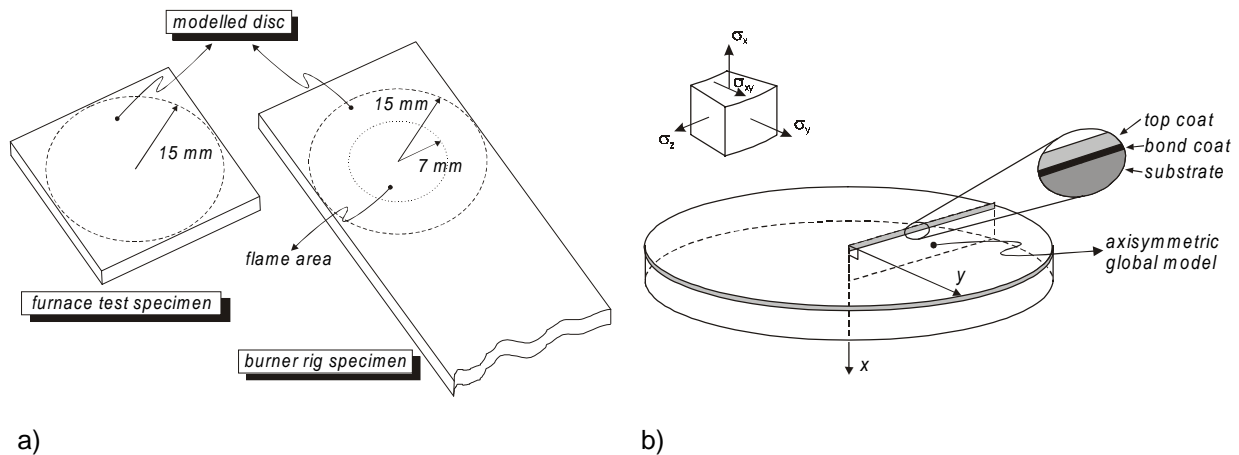 modelled disc
15 mm
15 mm
7 mm
flame area
furnace test specimen
burner rig specimen
a)
σx
σxy
σz
σy
top coat
bond coat
substrate
axisymmetric
global model
y
x
b)